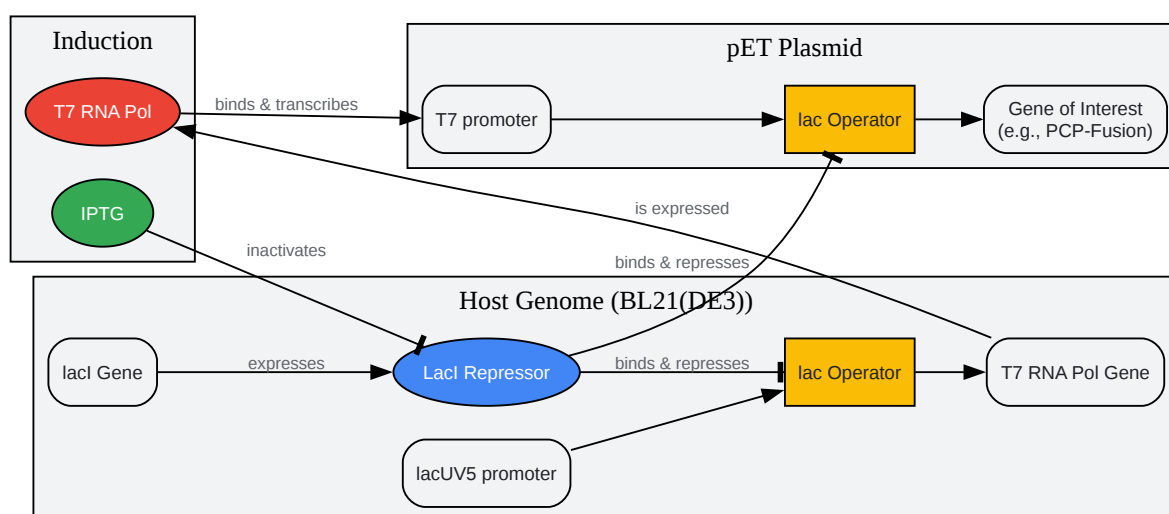 Induction
pET Plasmid
T7 RNA Pol
binds & transcribes
T7 promoter
lac Operator
Gene of Interest
(e.g., PCP-Fusion)
IPTG
is expressed
inactivates
binds & represses
Host Genome (BL21(DE3))
lacI Gene
expresses
LacI Repressor
binds & represses
lac Operator
T7 RNA Pol Gene
lacUV5 promoter